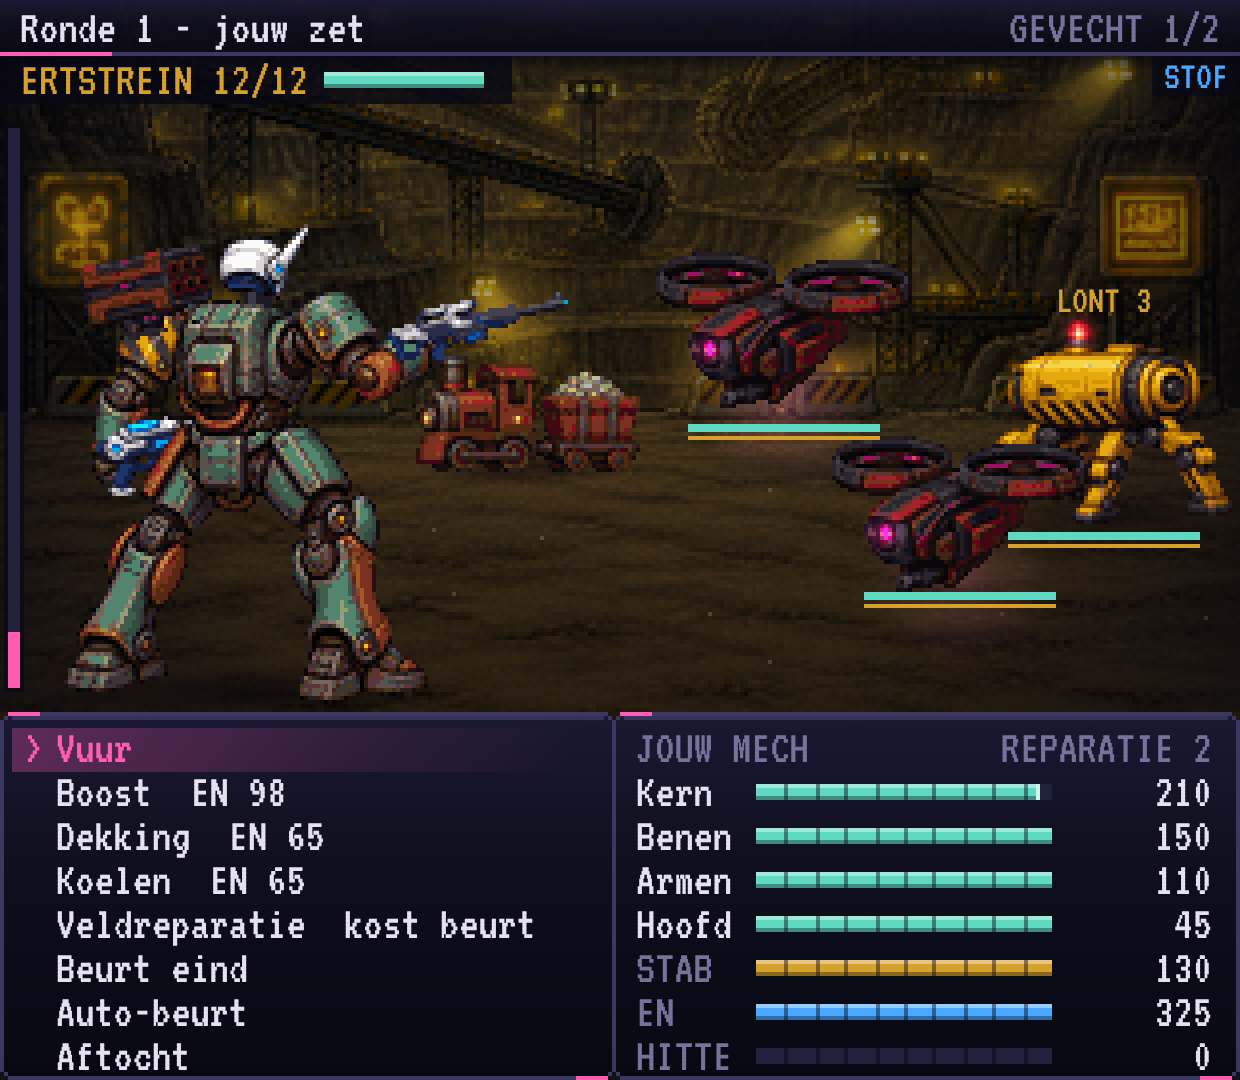 Ronde 1 - jouw zet
GEVECHT 1/2
ERTSTREIN 12/12
STOF
LONT 3
Vuur
Boost EN 98
Dekking EN 65
Koelen EN 65
Veldreparatie kost beurt
Beurt eind
Auto-beurt
Aftocht
JOUW MECH REPARATIE 2
Kern 210
Benen 150
Armen 110
Hoofd 45
STAB 130
EN 325
HITTE 0